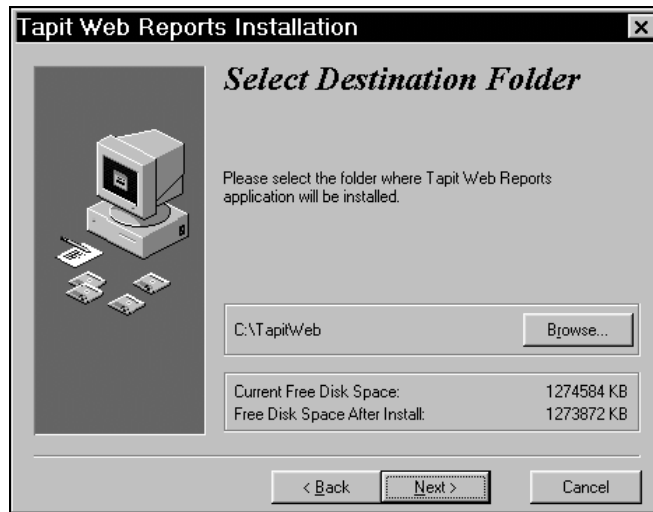 Tapit Web Reports Installation
Select Destination Folder
Please select the folder where Tapit Web Reports
application will be installed.
C:\TapitWeb
Browse...
Current Free Disk Space: 1274584 KB
Free Disk Space After Install: 1273872 KB
< Back
Next >
Cancel